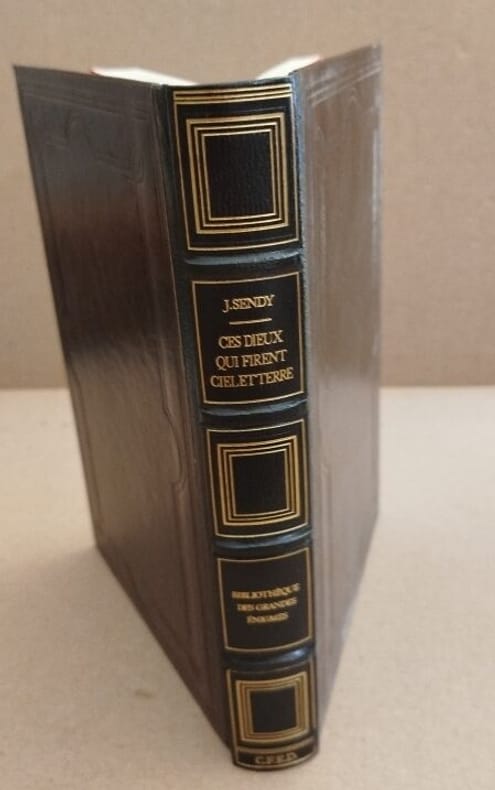 J. SENDY
CES DIEUX
QUI FIRENT
CIEL ET TERRE
BIBLIOTHÈQUE
DES GRANDES
ÉNIGMES